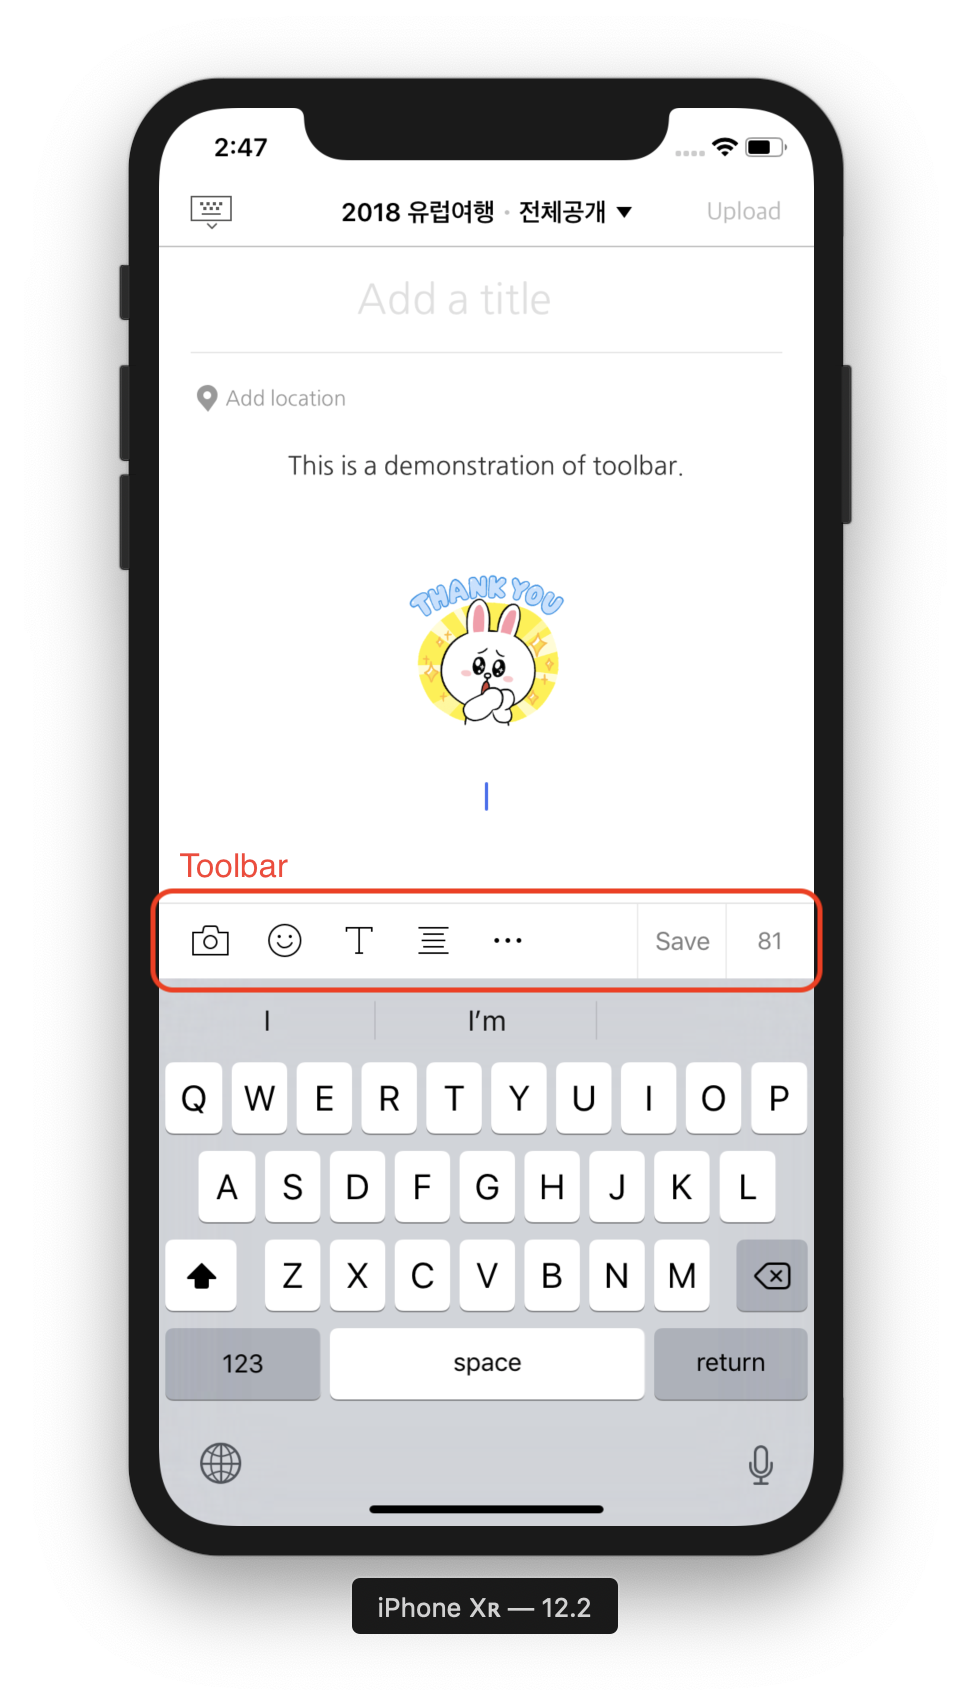 2:47
2018 유럽여행 · 전체공개 ▼ Upload
Add a title
Add location
This is a demonstration of toolbar.
THANK YOU
Toolbar
T ... Save 81
I I'm
Q W E R T Y U I O P
A S D F G H J K L
Z X C V B N M
123 space return
iPhone Xʀ — 12.2